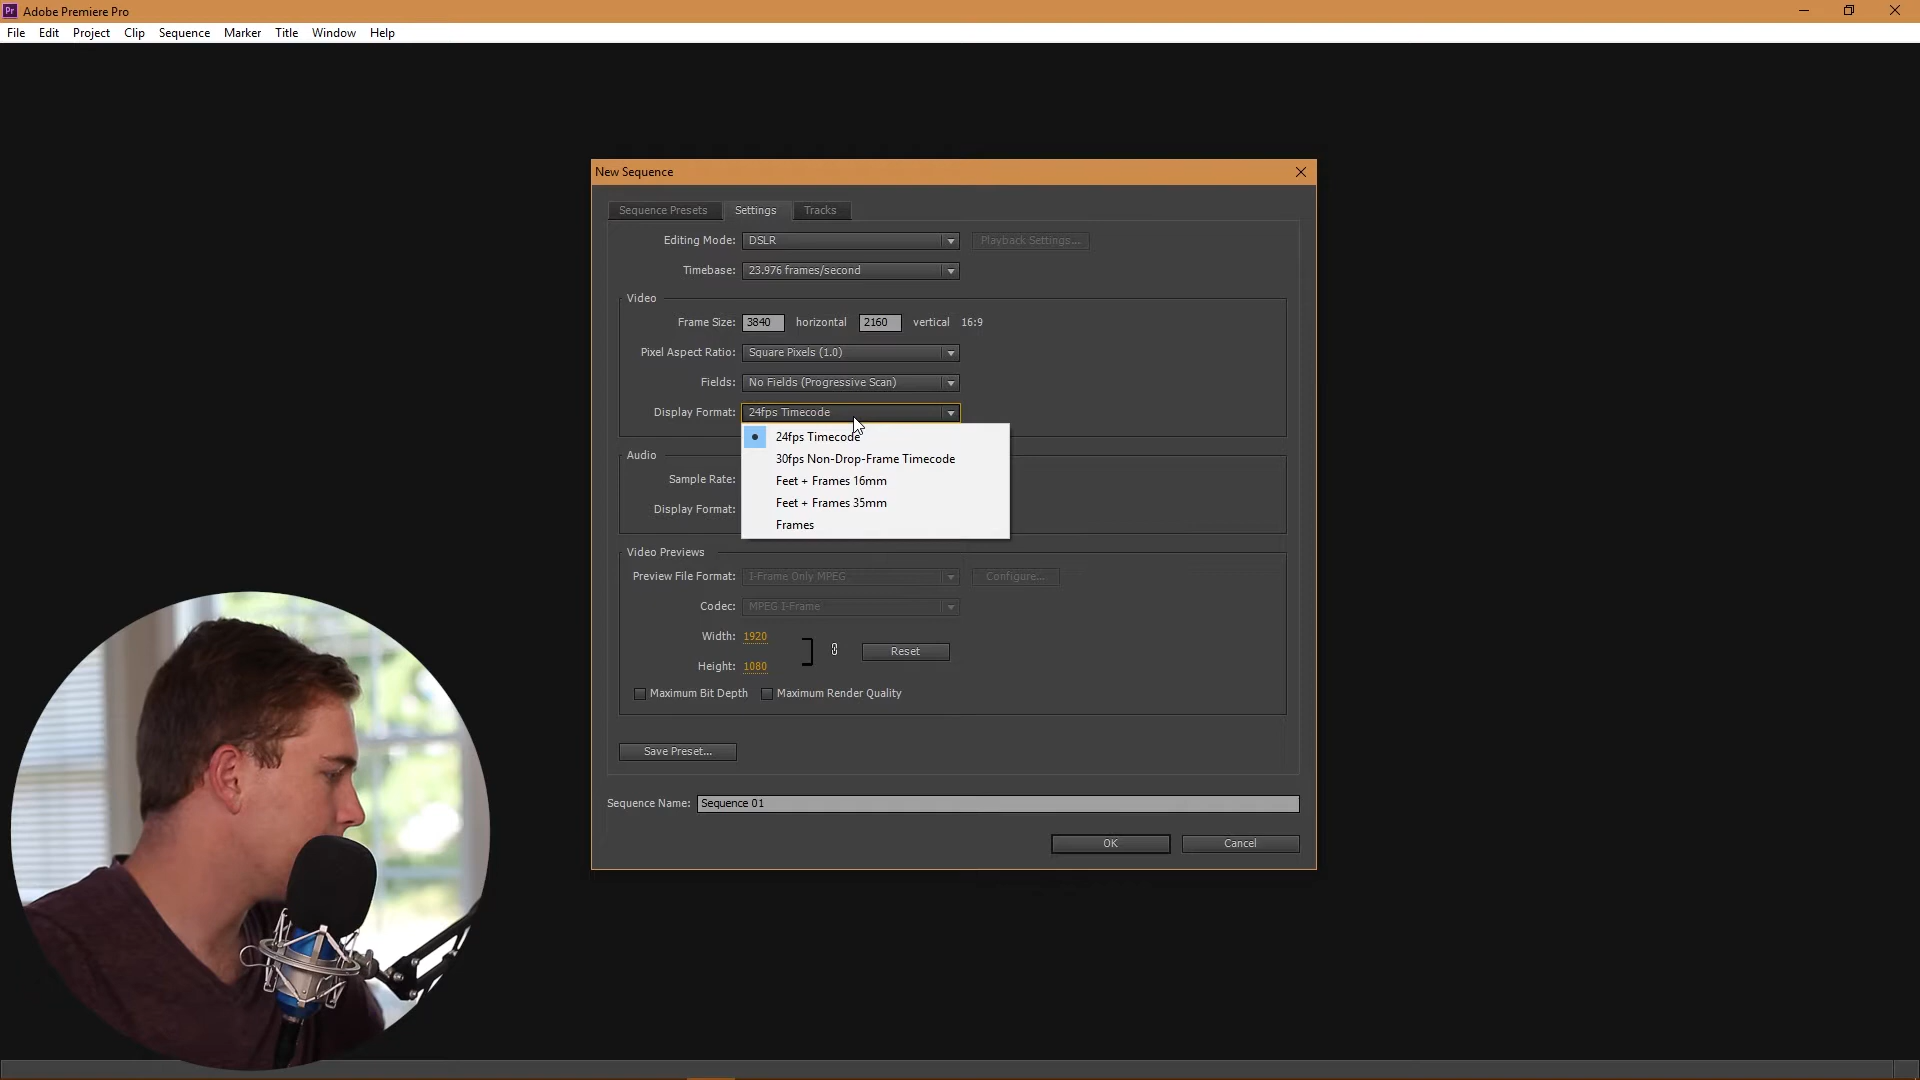 Pr Adobe Premiere Pro
File Edit Project Clip Sequence Marker Title Window Help
New Sequence
Sequence Presets Settings Tracks
Editing Mode: DSLR Playback Settings...
Timebase: 23.976 frames/second
Video
Frame Size: 3840 horizontal 2160 vertical 16:9
Pixel Aspect Ratio: Square Pixels (1.0)
Fields: No Fields (Progressive Scan)
Display Format: 24fps Timecode
24fps Timecode
30fps Non-Drop-Frame Timecode
Feet + Frames 16mm
Feet + Frames 35mm
Frames
Audio
Sample Rate:
Display Format:
Video Previews
Preview File Format: I-Frame Only MPEG Configure...
Codec: MPEG I-Frame
Width: 1920
Height: 1080
Reset
Maximum Bit Depth Maximum Render Quality
Save Preset...
Sequence Name: Sequence 01
OK Cancel